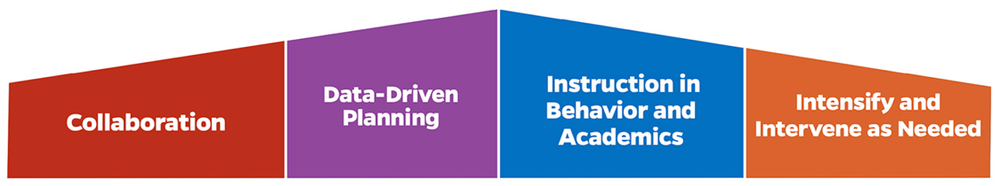 Collaboration
Data-Driven
Planning
Instruction in
Behavior and
Academics
Intensify and
Intervene as Needed